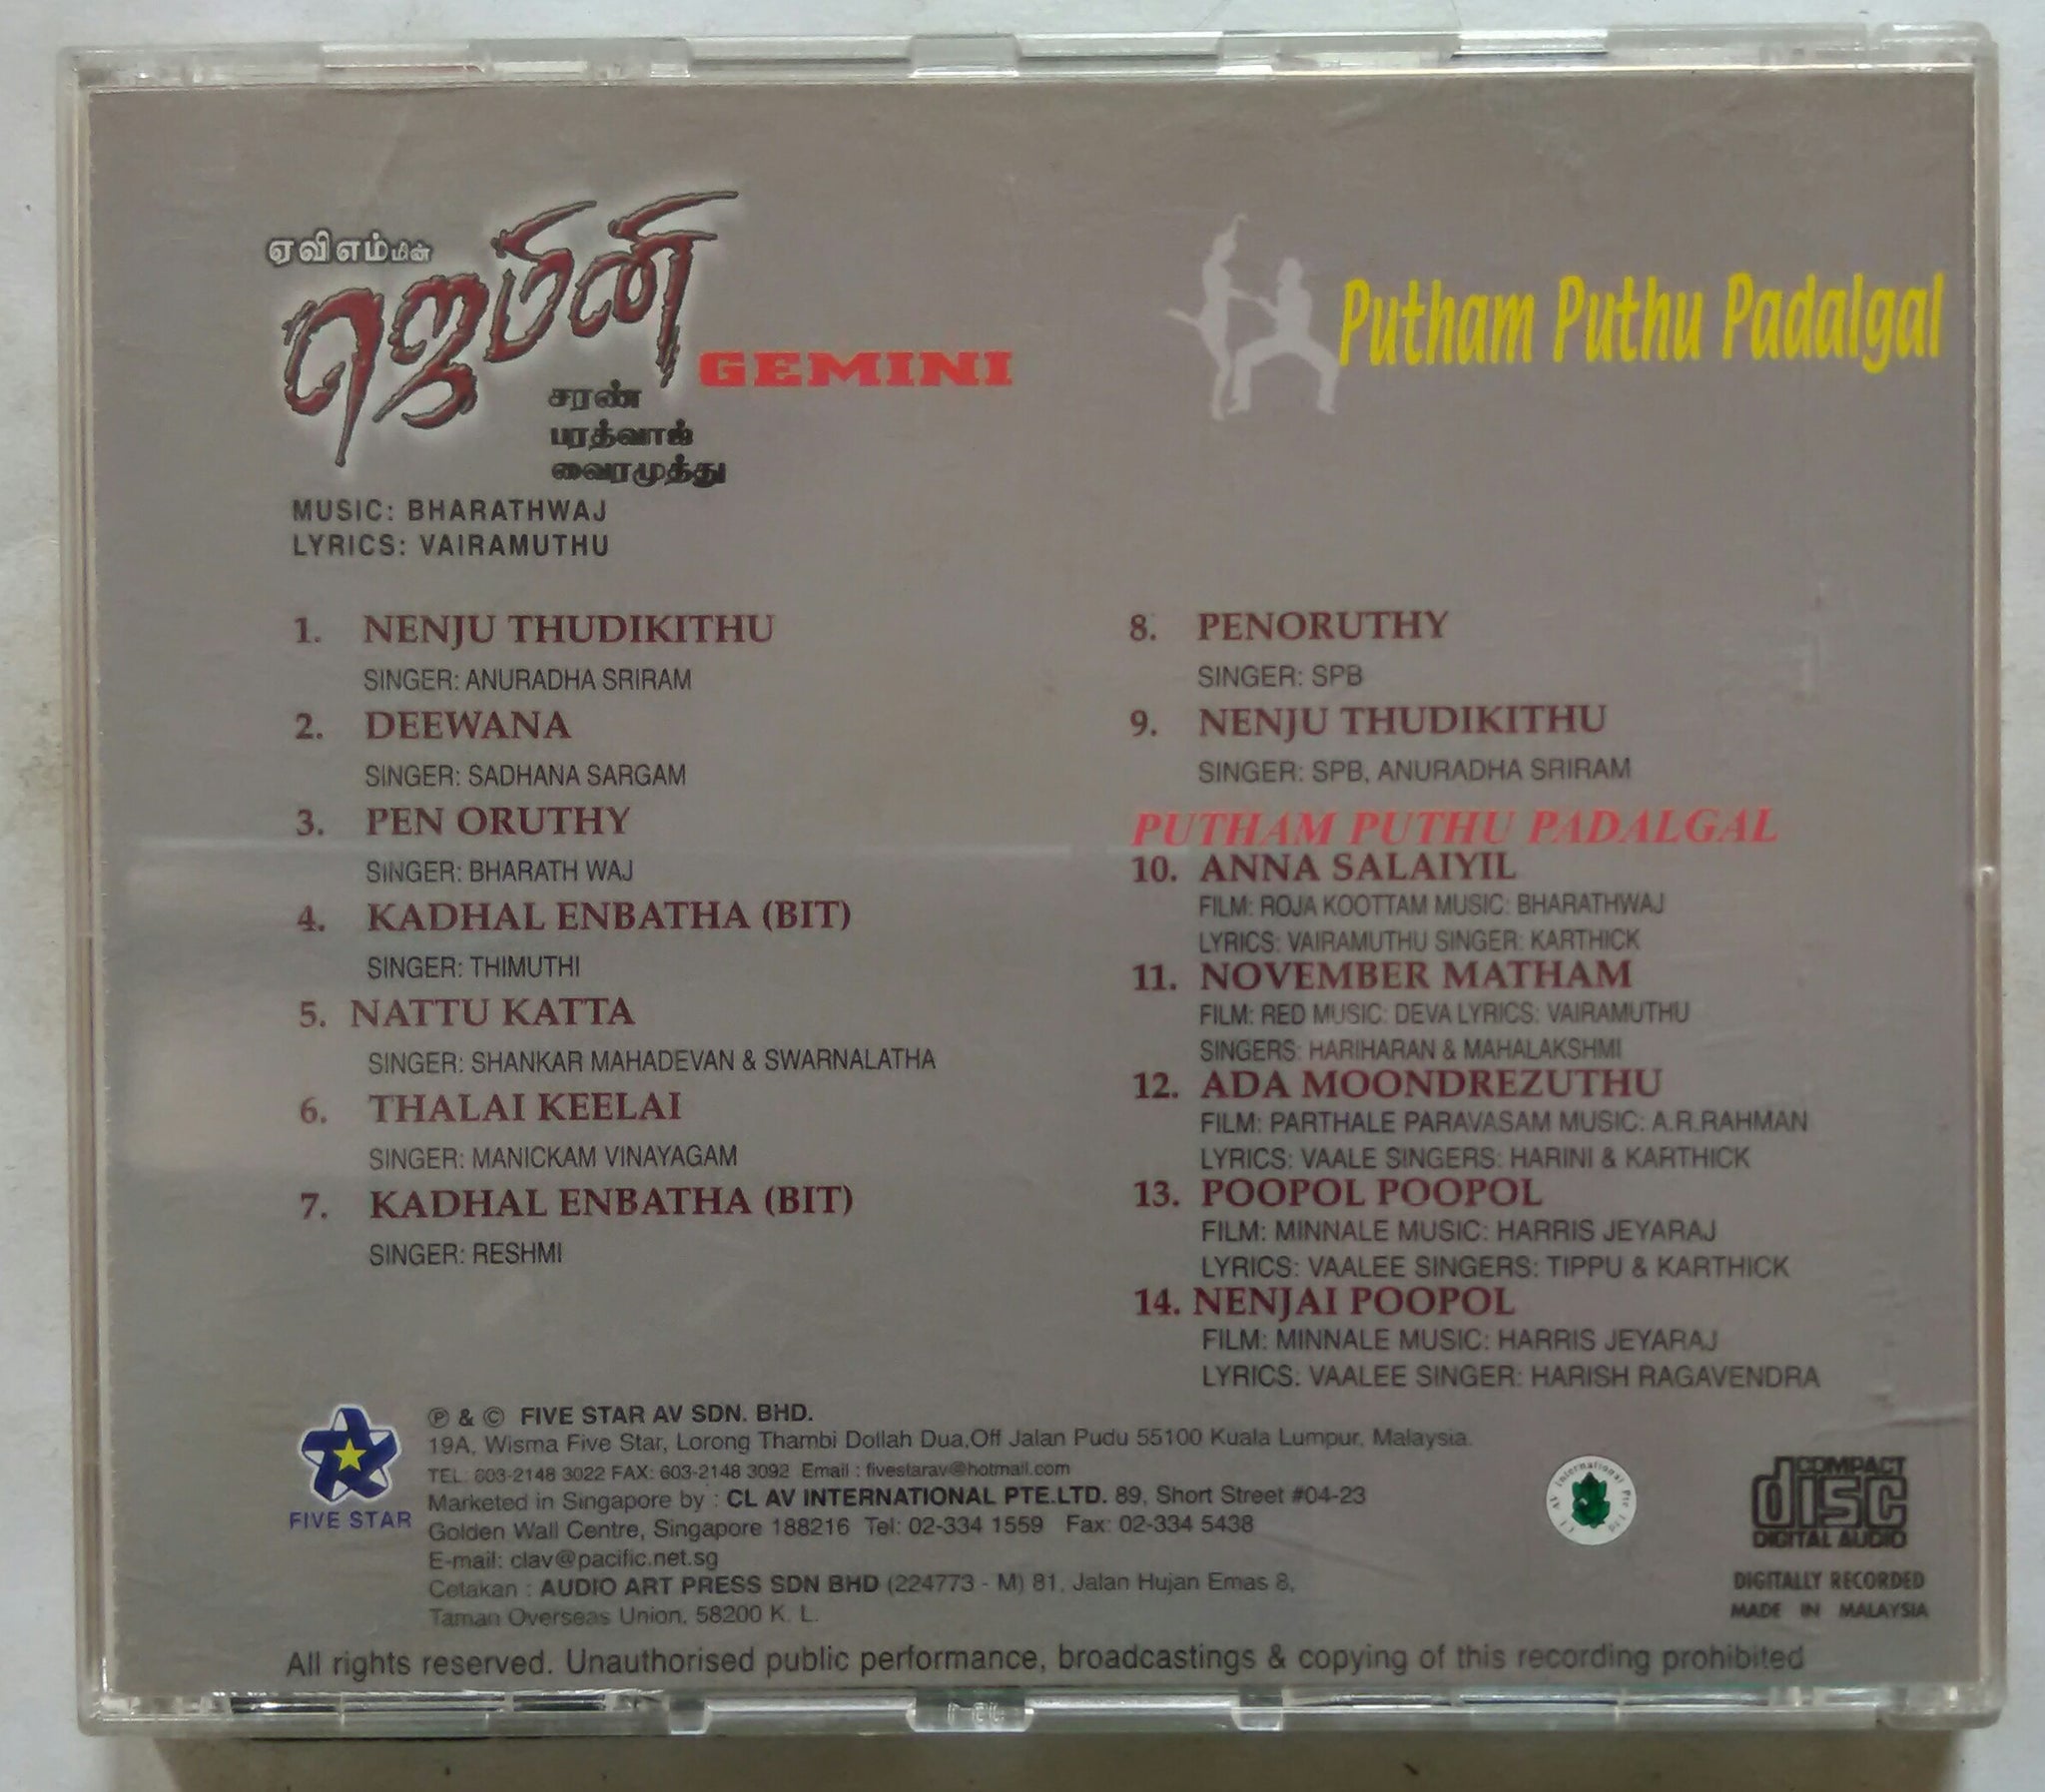 ஏவிஎம்மின்
ஜெமினி
GEMINI
சரண்
பரத்வாஜ்
வைரமுத்து
MUSIC: BHARATHWAJ
LYRICS: VAIRAMUTHU
1. NENJU THUDIKITHU
SINGER: ANURADHA SRIRAM
2. DEEWANA
SINGER: SADHANA SARGAM
3. PEN ORUTHY
SINGER: BHARATH WAJ
4. KADHAL ENBATHA (BIT)
SINGER: THIMUTHI
5. NATTU KATTA
SINGER: SHANKAR MAHADEVAN & SWARNALATHA
6. THALAI KEELAI
SINGER: MANICKAM VINAYAGAM
7. KADHAL ENBATHA (BIT)
SINGER: RESHMI
Putham Puthu Padalgal
8. PENORUTHY
SINGER: SPB
9. NENJU THUDIKITHU
SINGER: SPB, ANURADHA SRIRAM
PUTHAM PUTHU PADALGAL
10. ANNA SALAIYIL
FILM: ROJA KOOTTAM MUSIC: BHARATHWAJ
LYRICS: VAIRAMUTHU SINGER: KARTHICK
11. NOVEMBER MATHAM
FILM: RED MUSIC: DEVA LYRICS: VAIRAMUTHU
SINGERS: HARIHARAN & MAHALAKSHMI
12. ADA MOONDREZUTHU
FILM: PARTHALE PARAVASAM MUSIC: A.R.RAHMAN
LYRICS: VAALE SINGERS: HARINI & KARTHICK
13. POOPOL POOPOL
FILM: MINNALE MUSIC: HARRIS JEYARAJ
LYRICS: VAALEE SINGERS: TIPPU & KARTHICK
14. NENJAI POOPOL
FILM: MINNALE MUSIC: HARRIS JEYARAJ
LYRICS: VAALEE SINGER: HARISH RAGAVENDRA
FIVE STAR
℗ & © FIVE STAR AV SDN. BHD.
19A, Wisma Five Star, Lorong Thambi Dollah Dua,Off Jalan Pudu 55100 Kuala Lumpur, Malaysia.
TEL: 603-2148 3022 FAX: 603-2148 3092 Email : fivestarav@hotmail.com
Marketed in Singapore by : CL AV INTERNATIONAL PTE.LTD. 89, Short Street #04-23
Golden Wall Centre, Singapore 188216 Tel: 02-334 1559 Fax: 02-334 5438
E-mail: clav@pacific.net.sg
Cetakan : AUDIO ART PRESS SDN BHD (224773 - M) 81, Jalan Hujan Emas 8,
Taman Overseas Union, 58200 K. L.
CL AV International Pte Ltd
COMPACT
disc
DIGITAL AUDIO
DIGITALLY RECORDED
MADE IN MALAYSIA
All rights reserved. Unauthorised public performance, broadcastings & copying of this recording prohibited